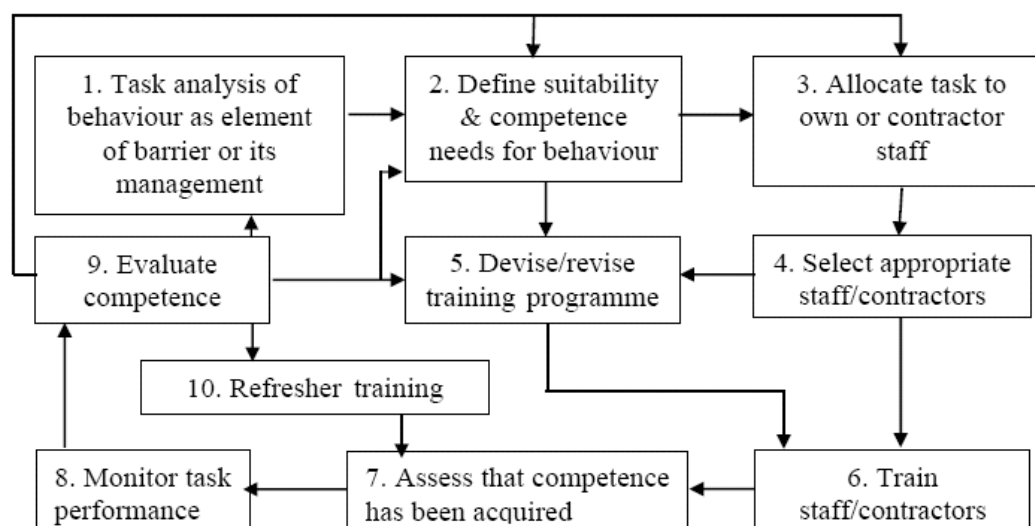 1. Task analysis of
behaviour as element
of barrier or its
management
2. Define suitability
& competence
needs for behaviour
3. Allocate task to
own or contractor
staff
9. Evaluate
competence
5. Devise/revise
training programme
4. Select appropriate
staff/contractors
10. Refresher training
8. Monitor task
performance
7. Assess that competence
has been acquired
6. Train
staff/contractors